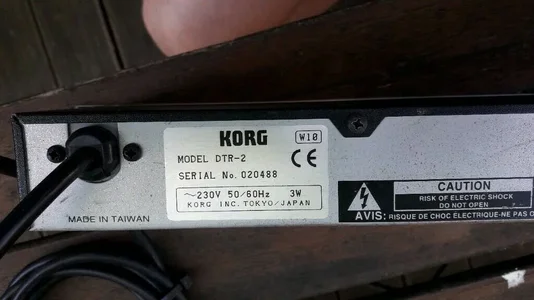 KORG W10
MODEL DTR-2
CE
SERIAL No. 020488
~230V 50/60Hz 3W
KORG INC. TOKYO/JAPAN
MADE IN TAIWAN
CAUTION
RISK OF ELECTRIC SHOCK
DO NOT OPEN
AVIS: RISQUE DE CHOC ELECTRIQUE-NE PAS O